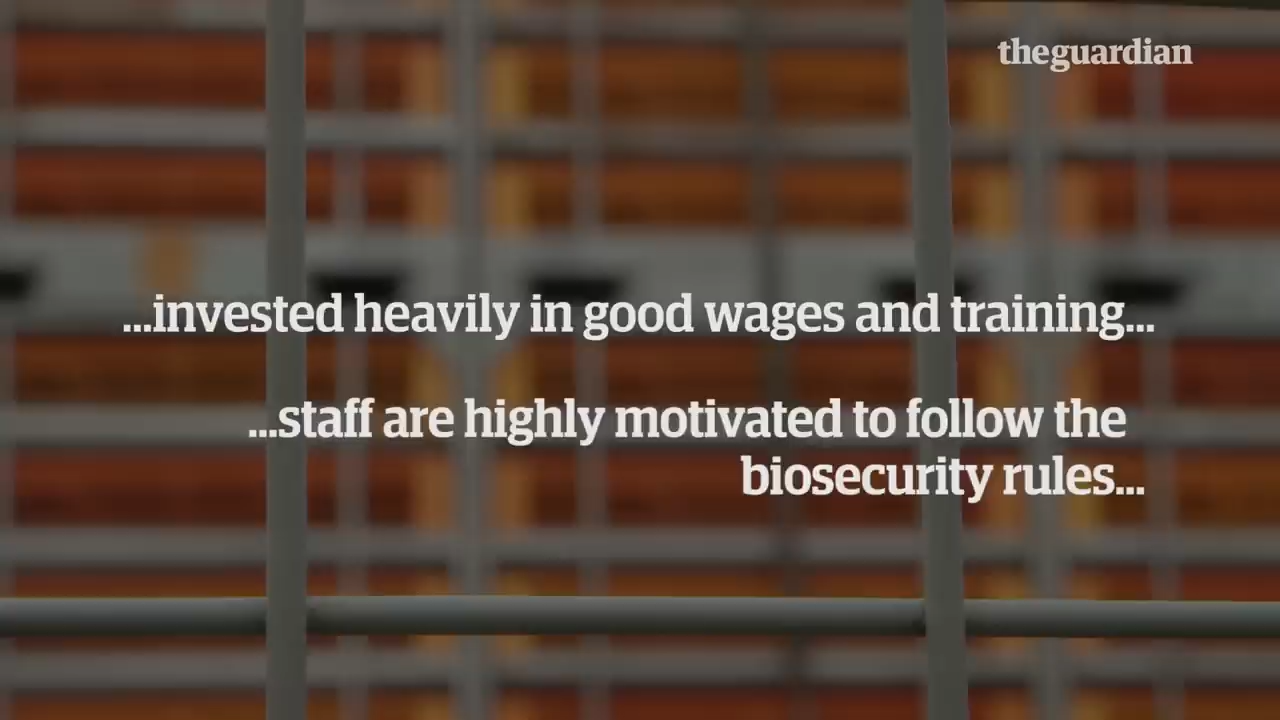 theguardian
...invested heavily in good wages and training...
...staff are highly motivated to follow the
biosecurity rules...